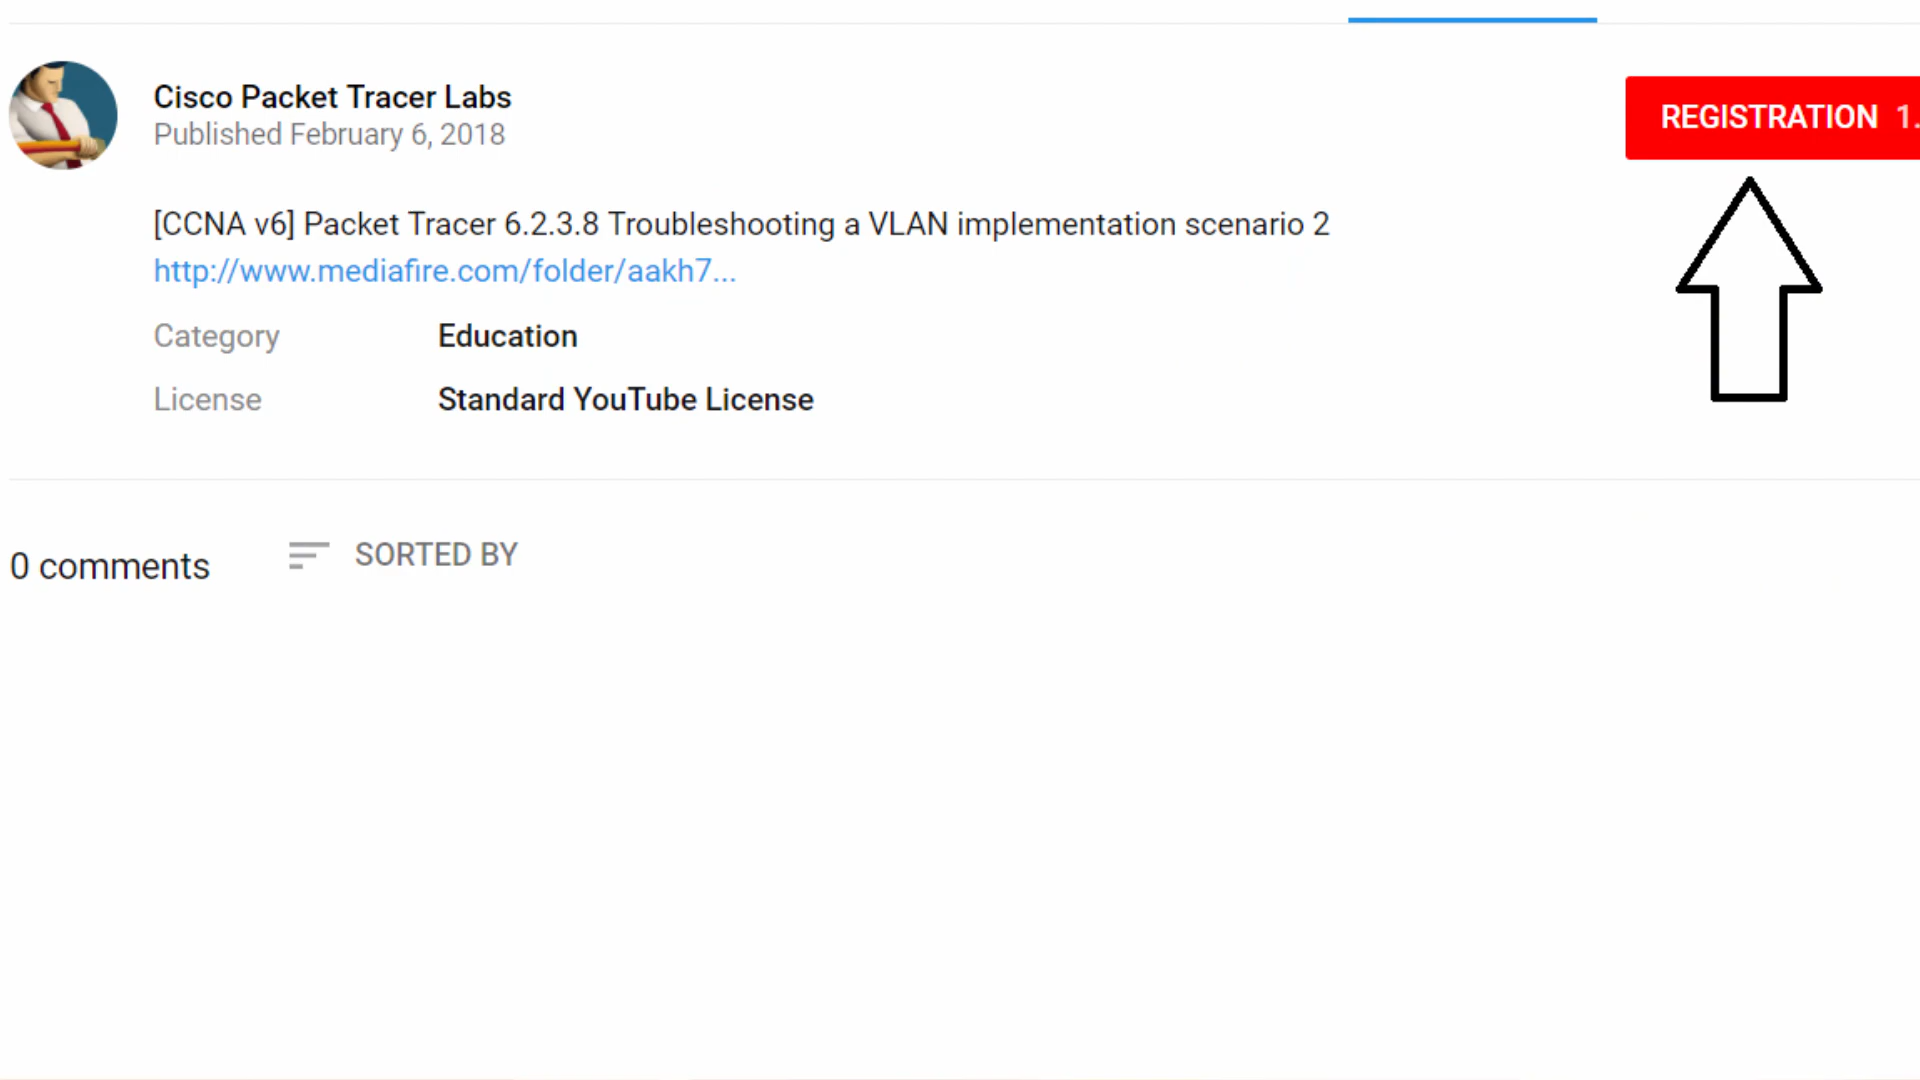 Cisco Packet Tracer Labs
Published February 6, 2018
REGISTRATION 1.
[CCNA v6] Packet Tracer 6.2.3.8 Troubleshooting a VLAN implementation scenario 2
http://www.mediafire.com/folder/aakh7...
Category Education
License Standard YouTube License
0 comments SORTED BY